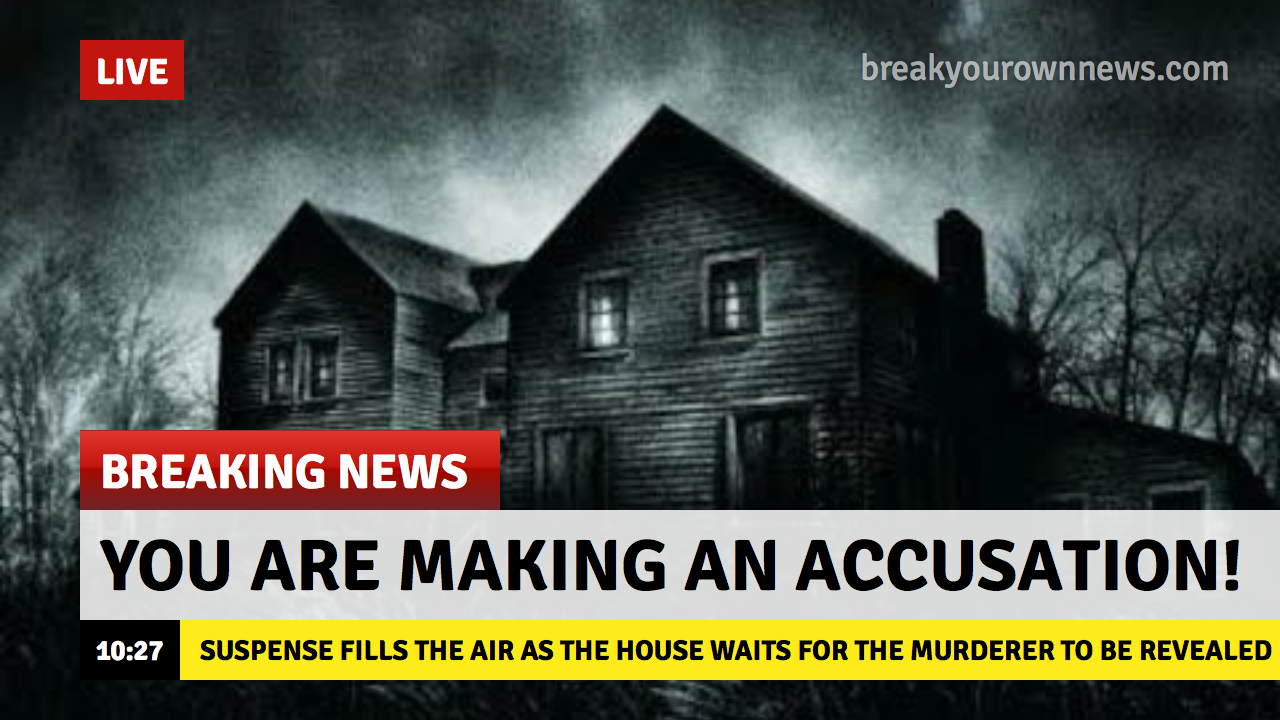 LIVE
breakyourownnews.com
BREAKING NEWS
YOU ARE MAKING AN ACCUSATION!
10:27 SUSPENSE FILLS THE AIR AS THE HOUSE WAITS FOR THE MURDERER TO BE REVEALED